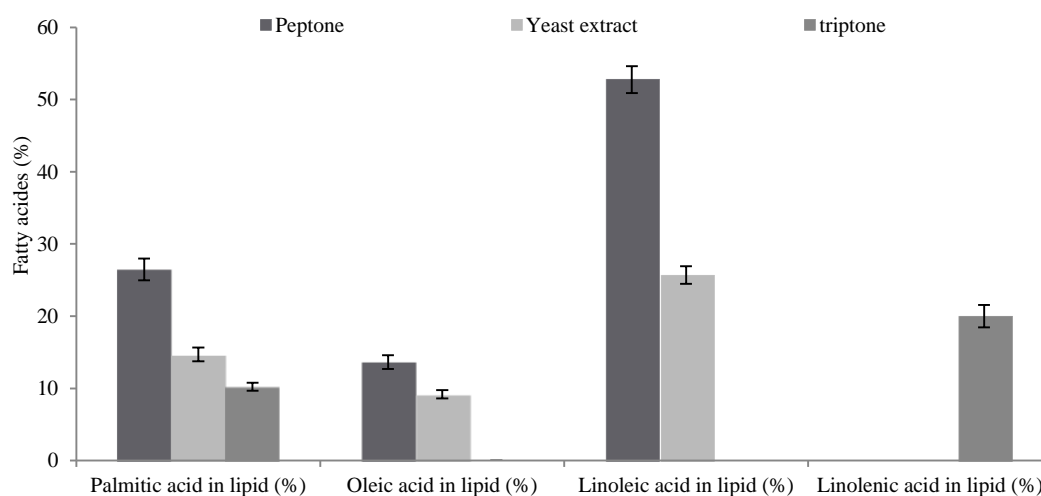 60
Peptone Yeast extract triptone
50
40
30
20
10
0
Fatty acides (%)
Palmitic acid in lipid (%) Oleic acid in lipid (%) Linoleic acid in lipid (%) Linolenic acid in lipid (%)